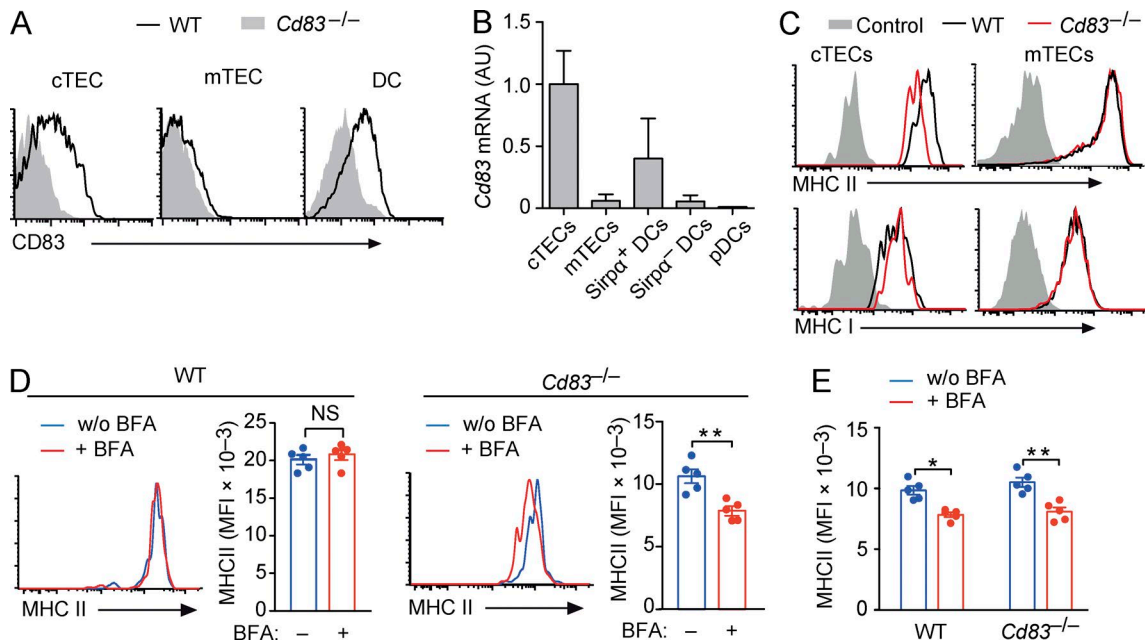 A
WT
Cd83–/–
cTEC
mTEC
DC
CD83
B
Cd83 mRNA (AU)
1.5
1.0
0.5
0
cTECs
mTECs
Sirpα+ DCs
Sirpα– DCs
pDCs
C
Control
WT
Cd83–/–
cTECs
mTECs
MHC II
MHC I
D
WT
w/o BFA
+ BFA
MHC II
MHCII (MFI × 10–3)
25
20
15
10
5
0
NS
BFA: – +
Cd83–/–
w/o BFA
+ BFA
MHC II
MHCII (MFI × 10–3)
15
10
5
0
**
BFA: – +
E
w/o BFA
+ BFA
MHCII (MFI × 10–3)
15
10
5
0
*
**
WT
Cd83–/–